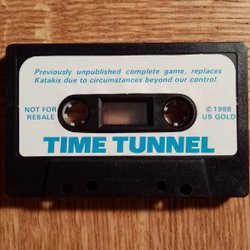 Previously unpublished complete game, replaces
Katakis due to circumstances beyond our control.
NOT FOR
RESALE
© 1988
US GOLD
TIME TUNNEL